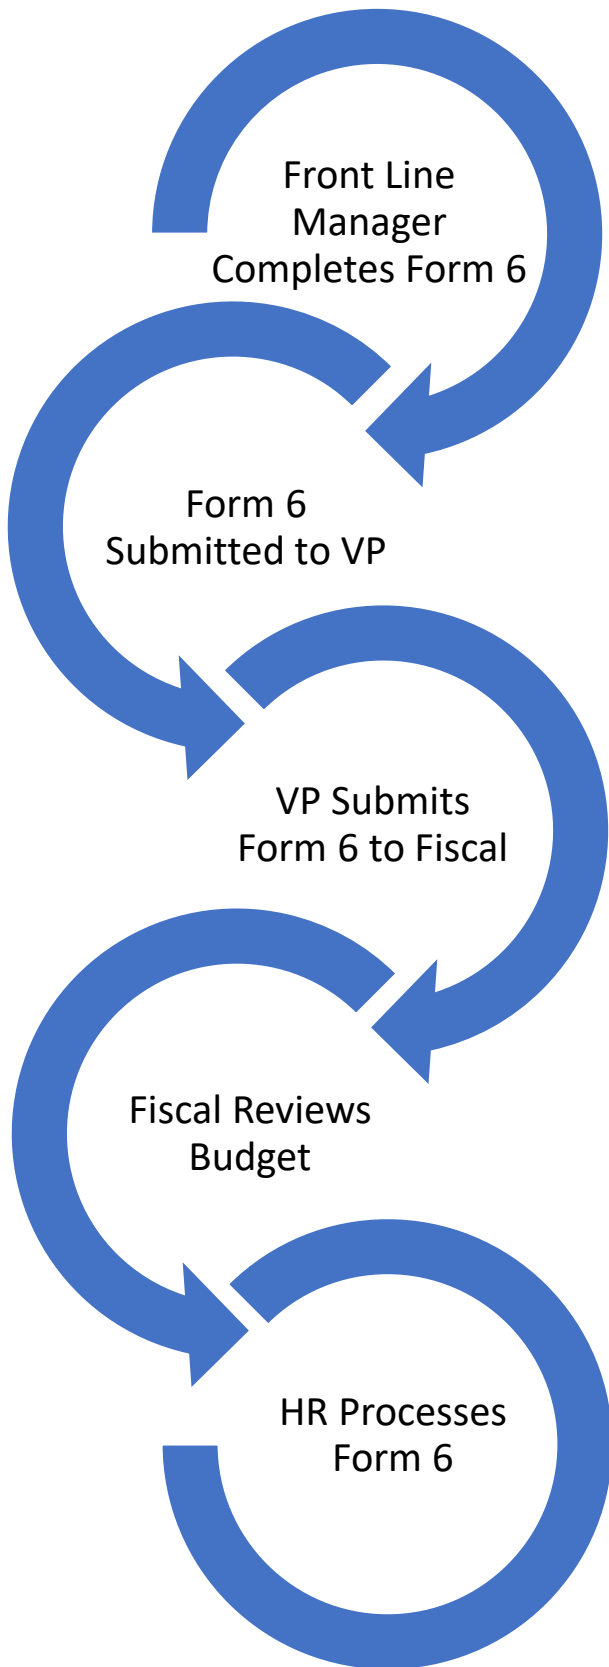 Front Line
Manager
Completes Form 6
Form 6
Submitted to VP
VP Submits
Form 6 to Fiscal
Fiscal Reviews
Budget
HR Processes
Form 6